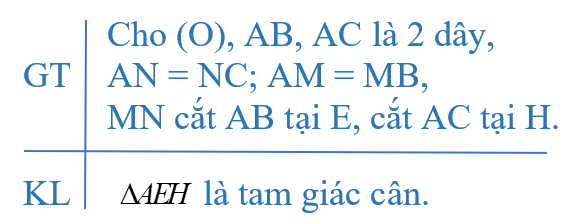 Cho (O), AB, AC là 2 dây,
GT AN = NC; AM = MB,
MN cắt AB tại E, cắt AC tại H.
KL ΔAEH là tam giác cân.